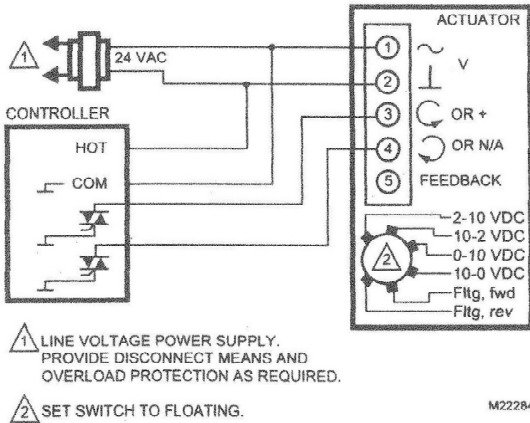 ACTUATOR
1
24 VAC
1
V
2
CONTROLLER
3
OR +
HOT
4
OR N/A
COM
5
FEEDBACK
2-10 VDC
10-2 VDC
2
0-10 VDC
10-0 VDC
Fltg, fwd
Fltg, rev
1 LINE VOLTAGE POWER SUPPLY.
PROVIDE DISCONNECT MEANS AND
OVERLOAD PROTECTION AS REQUIRED.
2 SET SWITCH TO FLOATING.
M22284